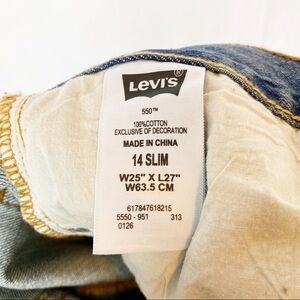 LEVI'S®
550™
100%COTTON
EXCLUSIVE OF DECORATION
MADE IN CHINA
14 SLIM
W25" X L27"
W63.5 CM
617847618215
5550 - 951 313
0126